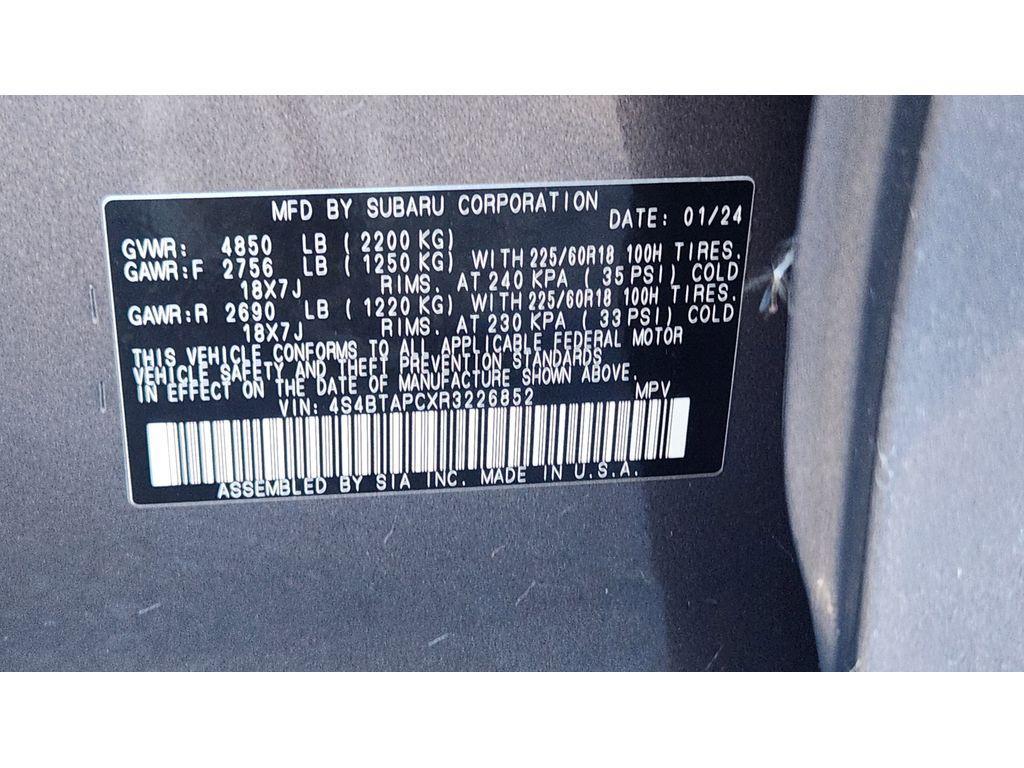 MFD BY SUBARU CORPORATION DATE: 01/24
GVWR: 4850 LB ( 2200 KG)
GAWR:F 2756 LB ( 1250 KG) WITH 225/60R18 100H TIRES.
18X7J RIMS. AT 240 KPA ( 35 PSI) COLD
GAWR:R 2690 LB ( 1220 KG) WITH 225/60R18 100H TIRES.
18X7J RIMS. AT 230 KPA ( 33 PSI) COLD
THIS VEHICLE CONFORMS TO ALL APPLICABLE FEDERAL MOTOR
VEHICLE SAFETY AND THEFT PREVENTION STANDARDS
IN EFFECT ON THE DATE OF MANUFACTURE SHOWN ABOVE.
VIN: 4S4BTAPCXR3226852 MPV
ASSEMBLED BY SIA INC. MADE IN U.S.A.